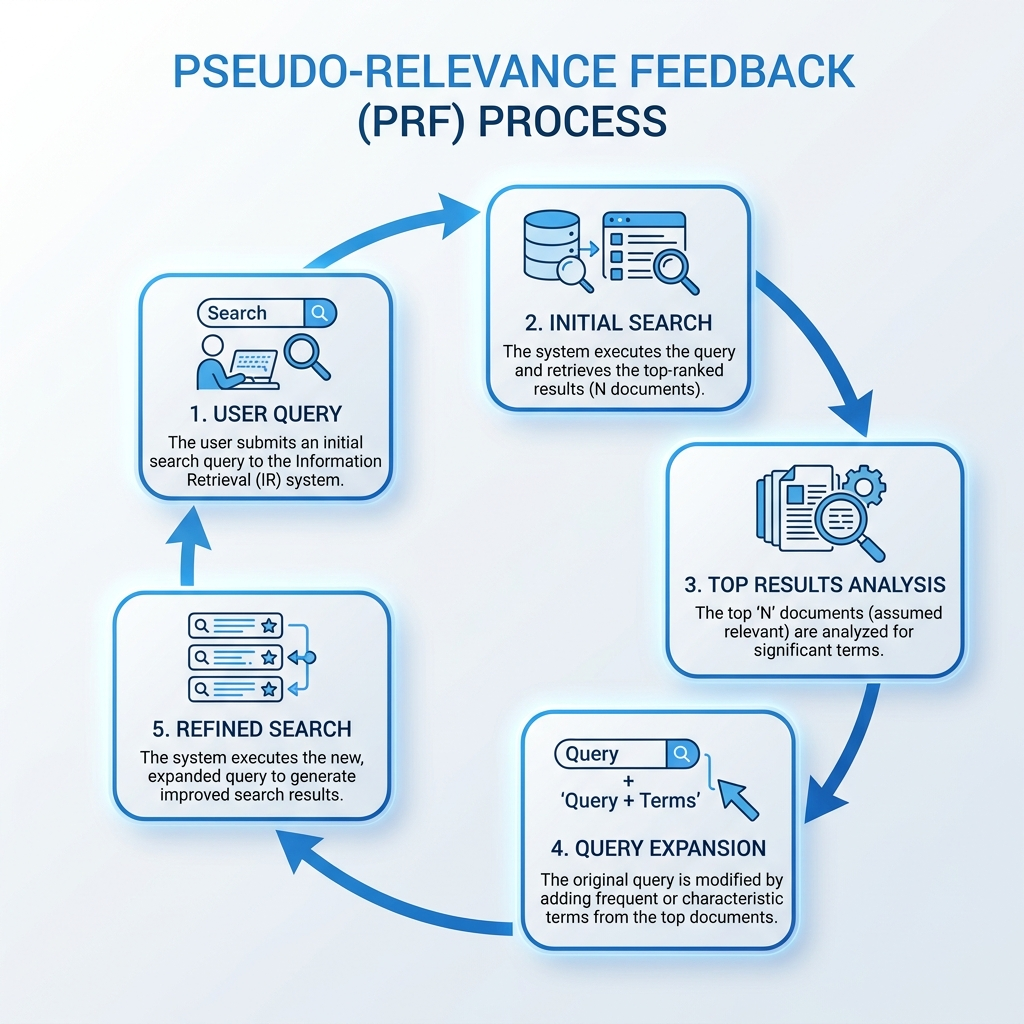 PSEUDO-RELEVANCE FEEDBACK
(PRF) PROCESS
Search
1. USER QUERY
The user submits an initial
search query to the Information
Retrieval (IR) system.
2. INITIAL SEARCH
The system executes the query
and retrieves the top-ranked
results (N documents).
3. TOP RESULTS ANALYSIS
The top ‘N’ documents (assumed
relevant) are analyzed for
significant terms.
Query
+
‘Query + Terms’
4. QUERY EXPANSION
The original query is modified by
adding frequent or characteristic
terms from the top documents.
5. REFINED SEARCH
The system executes the new,
expanded query to generate
improved search results.